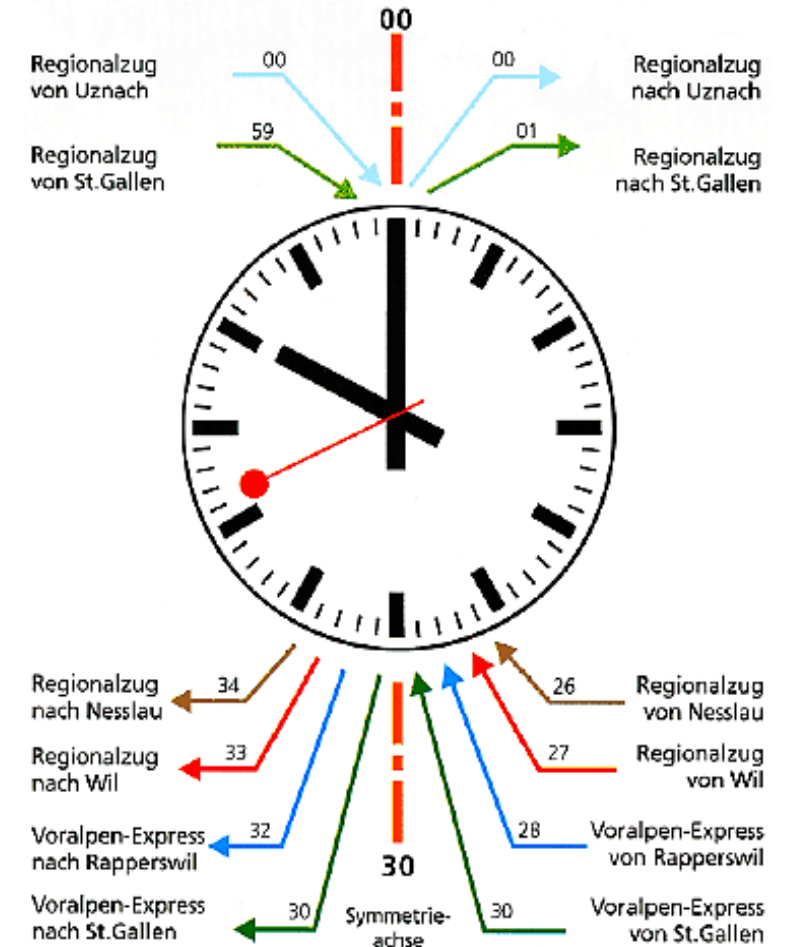 00
Regionalzug
von Uznach
00
00
Regionalzug
nach Uznach
Regionalzug
von St.Gallen
59
01
Regionalzug
nach St.Gallen
Regionalzug
nach Nesslau
34
26
Regionalzug
von Nesslau
Regionalzug
nach Wil
33
27
Regionalzug
von Wil
Voralpen-Express
nach Rapperswil
32
28
Voralpen-Express
von Rapperswil
30
Voralpen-Express
nach St.Gallen
30
Symmetrie-
achse
30
Voralpen-Express
von St.Gallen